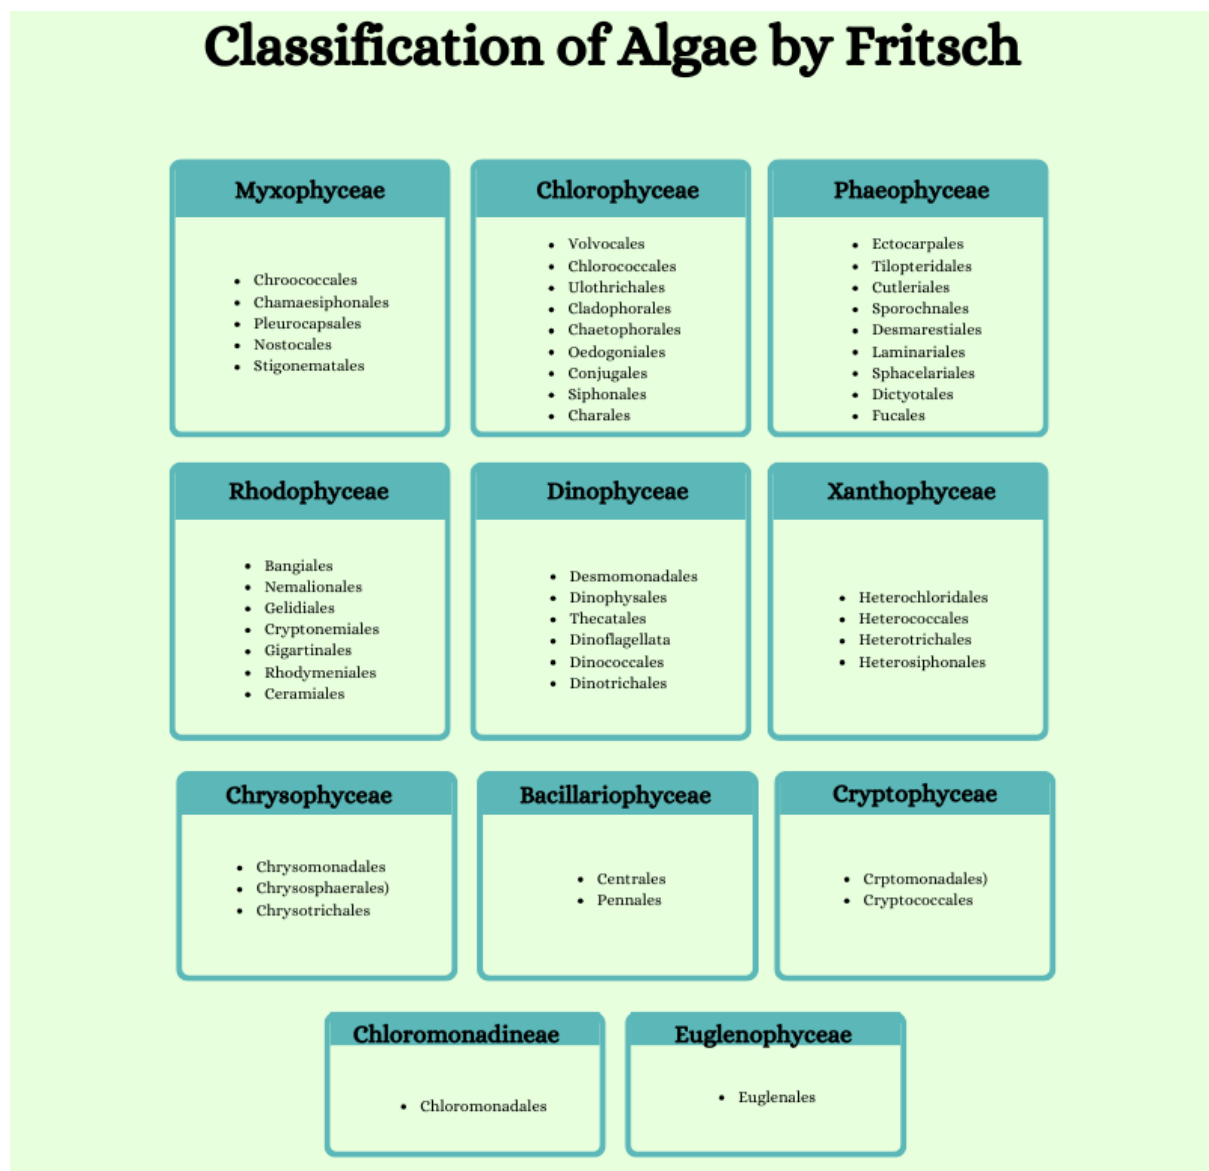 Classification of Algae by Fritsch
Myxophyceae
• Chroococcales
• Chamaesiphonales
• Pleurocapsales
• Nostocales
• Stigonematales
Chlorophyceae
• Volvocales
• Chlorococcales
• Ulothrichales
• Cladophorales
• Chaetophorales
• Oedogoniales
• Conjugales
• Siphonales
• Charales
Phaeophyceae
• Ectocarpales
• Tilopteridales
• Cutleriales
• Sporochnales
• Desmarestiales
• Laminariales
• Sphacelariales
• Dictyotales
• Fucales
Rhodophyceae
• Bangiales
• Nemalionales
• Gelidiales
• Cryptonemiales
• Gigartinales
• Rhodymeniales
• Ceramiales
Dinophyceae
• Desmomonadales
• Dinophysales
• Thecatales
• Dinoflagellata
• Dinococcales
• Dinotrichales
Xanthophyceae
• Heterochloridales
• Heterococcales
• Heterotrichales
• Heterosiphonales
Chrysophyceae
• Chrysomonadales
• Chrysosphaerales)
• Chrysotrichales
Bacillariophyceae
• Centrales
• Pennales
Cryptophyceae
• Crptomonadales)
• Cryptococcales
Chloromonadineae
• Chloromonadales
Euglenophyceae
• Euglenales